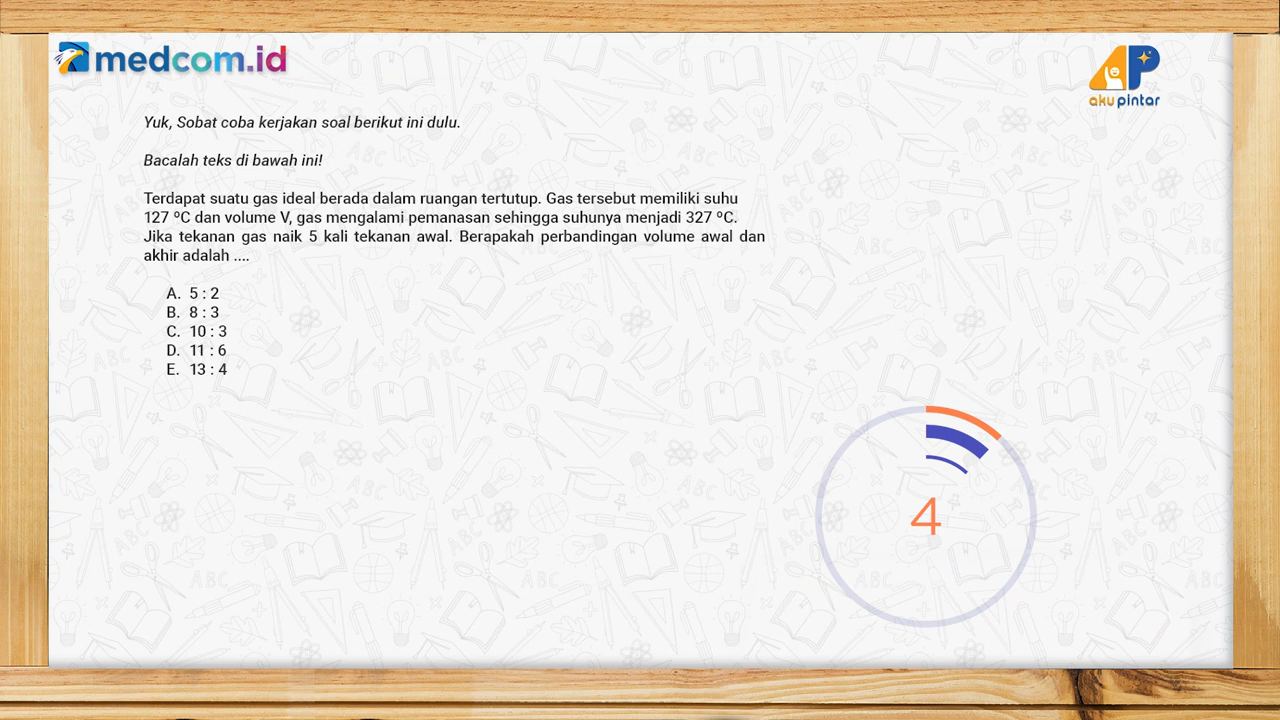 medcom.id
aku pintar
Yuk, Sobat coba kerjakan soal berikut ini dulu.
Bacalah teks di bawah ini!
Terdapat suatu gas ideal berada dalam ruangan tertutup. Gas tersebut memiliki suhu
127 ºC dan volume V, gas mengalami pemanasan sehingga suhunya menjadi 327 ºC.
Jika tekanan gas naik 5 kali tekanan awal. Berapakah perbandingan volume awal dan
akhir adalah ....
A. 5 : 2
B. 8 : 3
C. 10 : 3
D. 11 : 6
E. 13 : 4
4